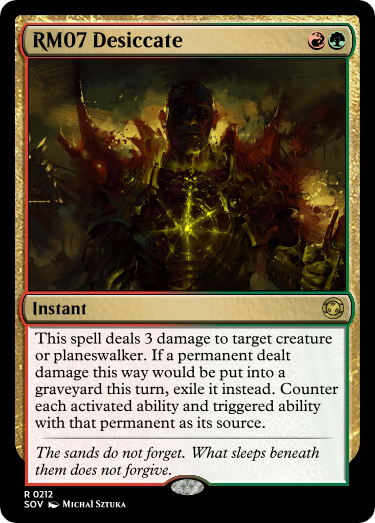 RM07 Desiccate
Instant
This spell deals 3 damage to target creature
or planeswalker. If a permanent dealt
damage this way would be put into a
graveyard this turn, exile it instead. Counter
each activated ability and triggered ability
with that permanent as its source.
The sands do not forget. What sleeps beneath
them does not forgive.
R 0212
SOV Michał Sztuka